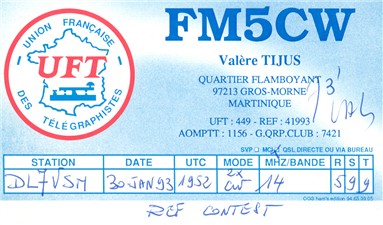 UNION FRANÇAISE
UFT
DES TÉLÉGRAPHISTES
FM5CW
Valère TIJUS
QUARTIER FLAMBOYANT
97213 GROS-MORNE
MARTINIQUE
UFT : 449 - REF : 41993
AOMPTT : 1156 - G.QRP.CLUB : 7421
73'
SVP QSL DIRECTE OU VIA BUREAU
STATION DATE UTC MODE MHZ/BANDE R S T
DL7VSM 30 JAN 93 1952 2x CW 14 5 9 9
REF CONTEST